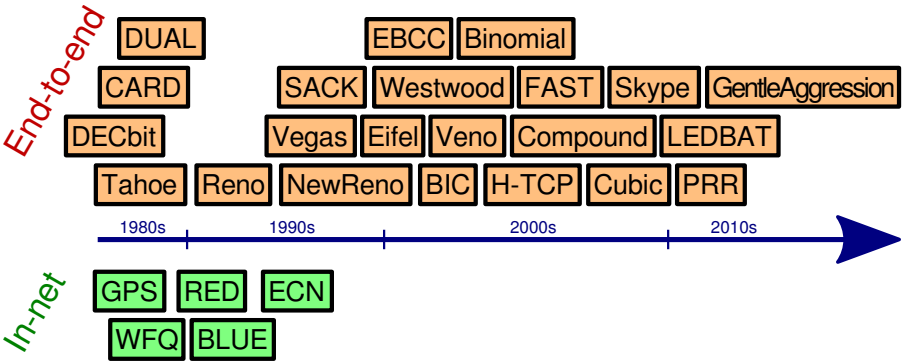 End-to-end
DUAL EBCC Binomial
CARD SACK Westwood FAST Skype GentleAggression
DECbit Vegas Eifel Veno Compound LEDBAT
Tahoe Reno NewReno BIC H-TCP Cubic PRR
1980s 1990s 2000s 2010s
In-net
GPS RED ECN
WFQ BLUE